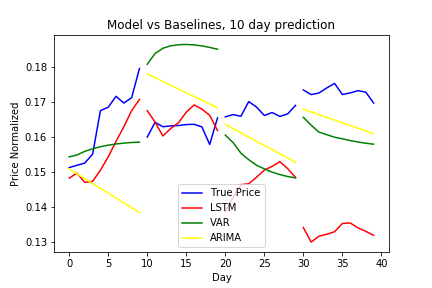 Model vs Baselines, 10 day prediction
Price Normalized
0.18
0.17
0.16
0.15
0.14
0.13
True Price
LSTM
VAR
ARIMA
0 5 10 15 20 25 30 35 40
Day